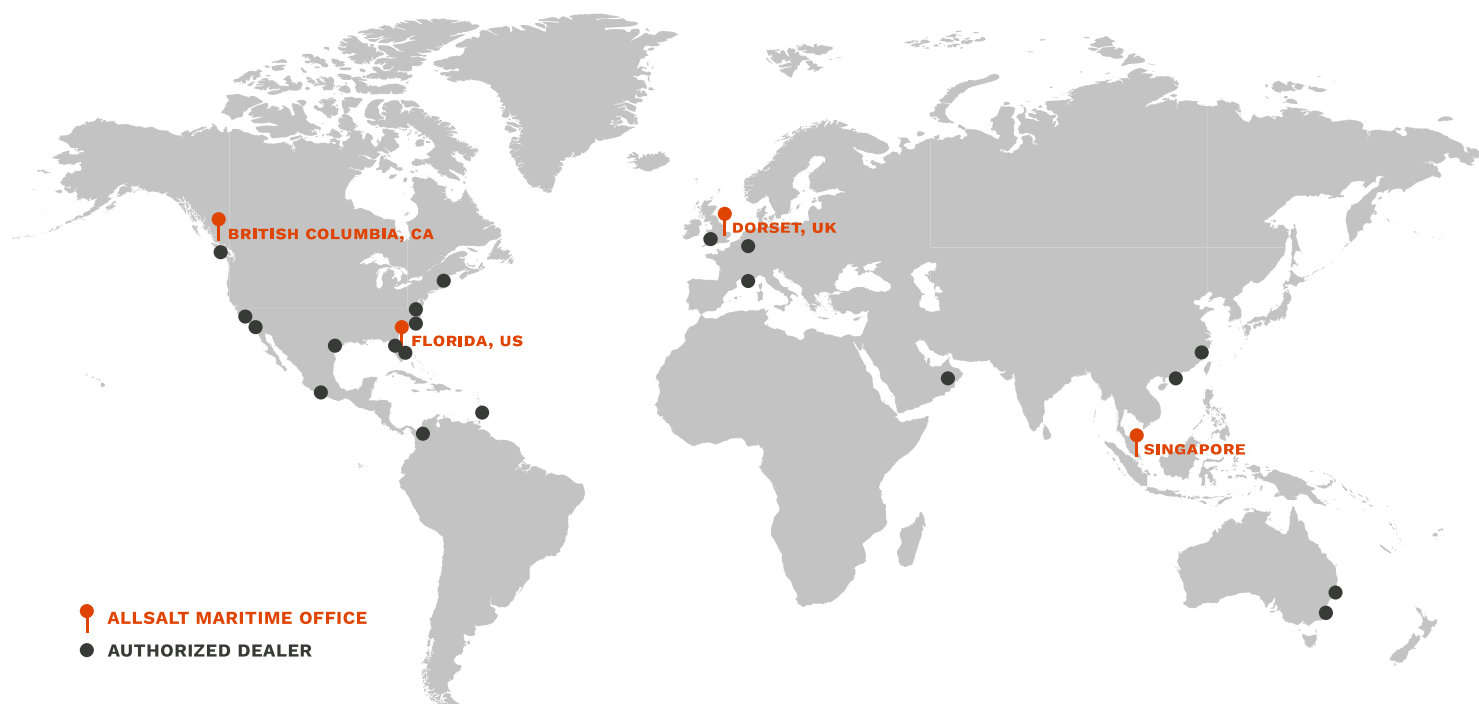 BRITISH COLUMBIA, CA
DORSET, UK
FLORIDA, US
SINGAPORE
ALLSALT MARITIME OFFICE
AUTHORIZED DEALER